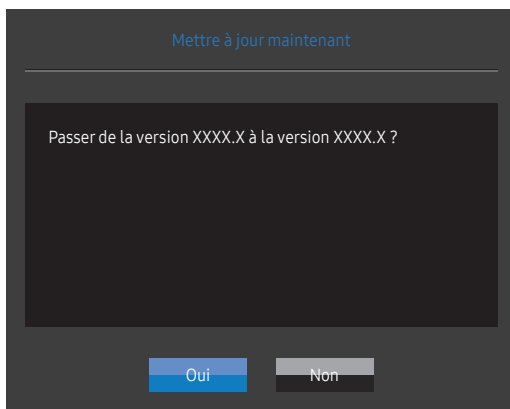 Mettre à jour maintenant
Passer de la version XXXX.X à la version XXXX.X ?
Oui
Non